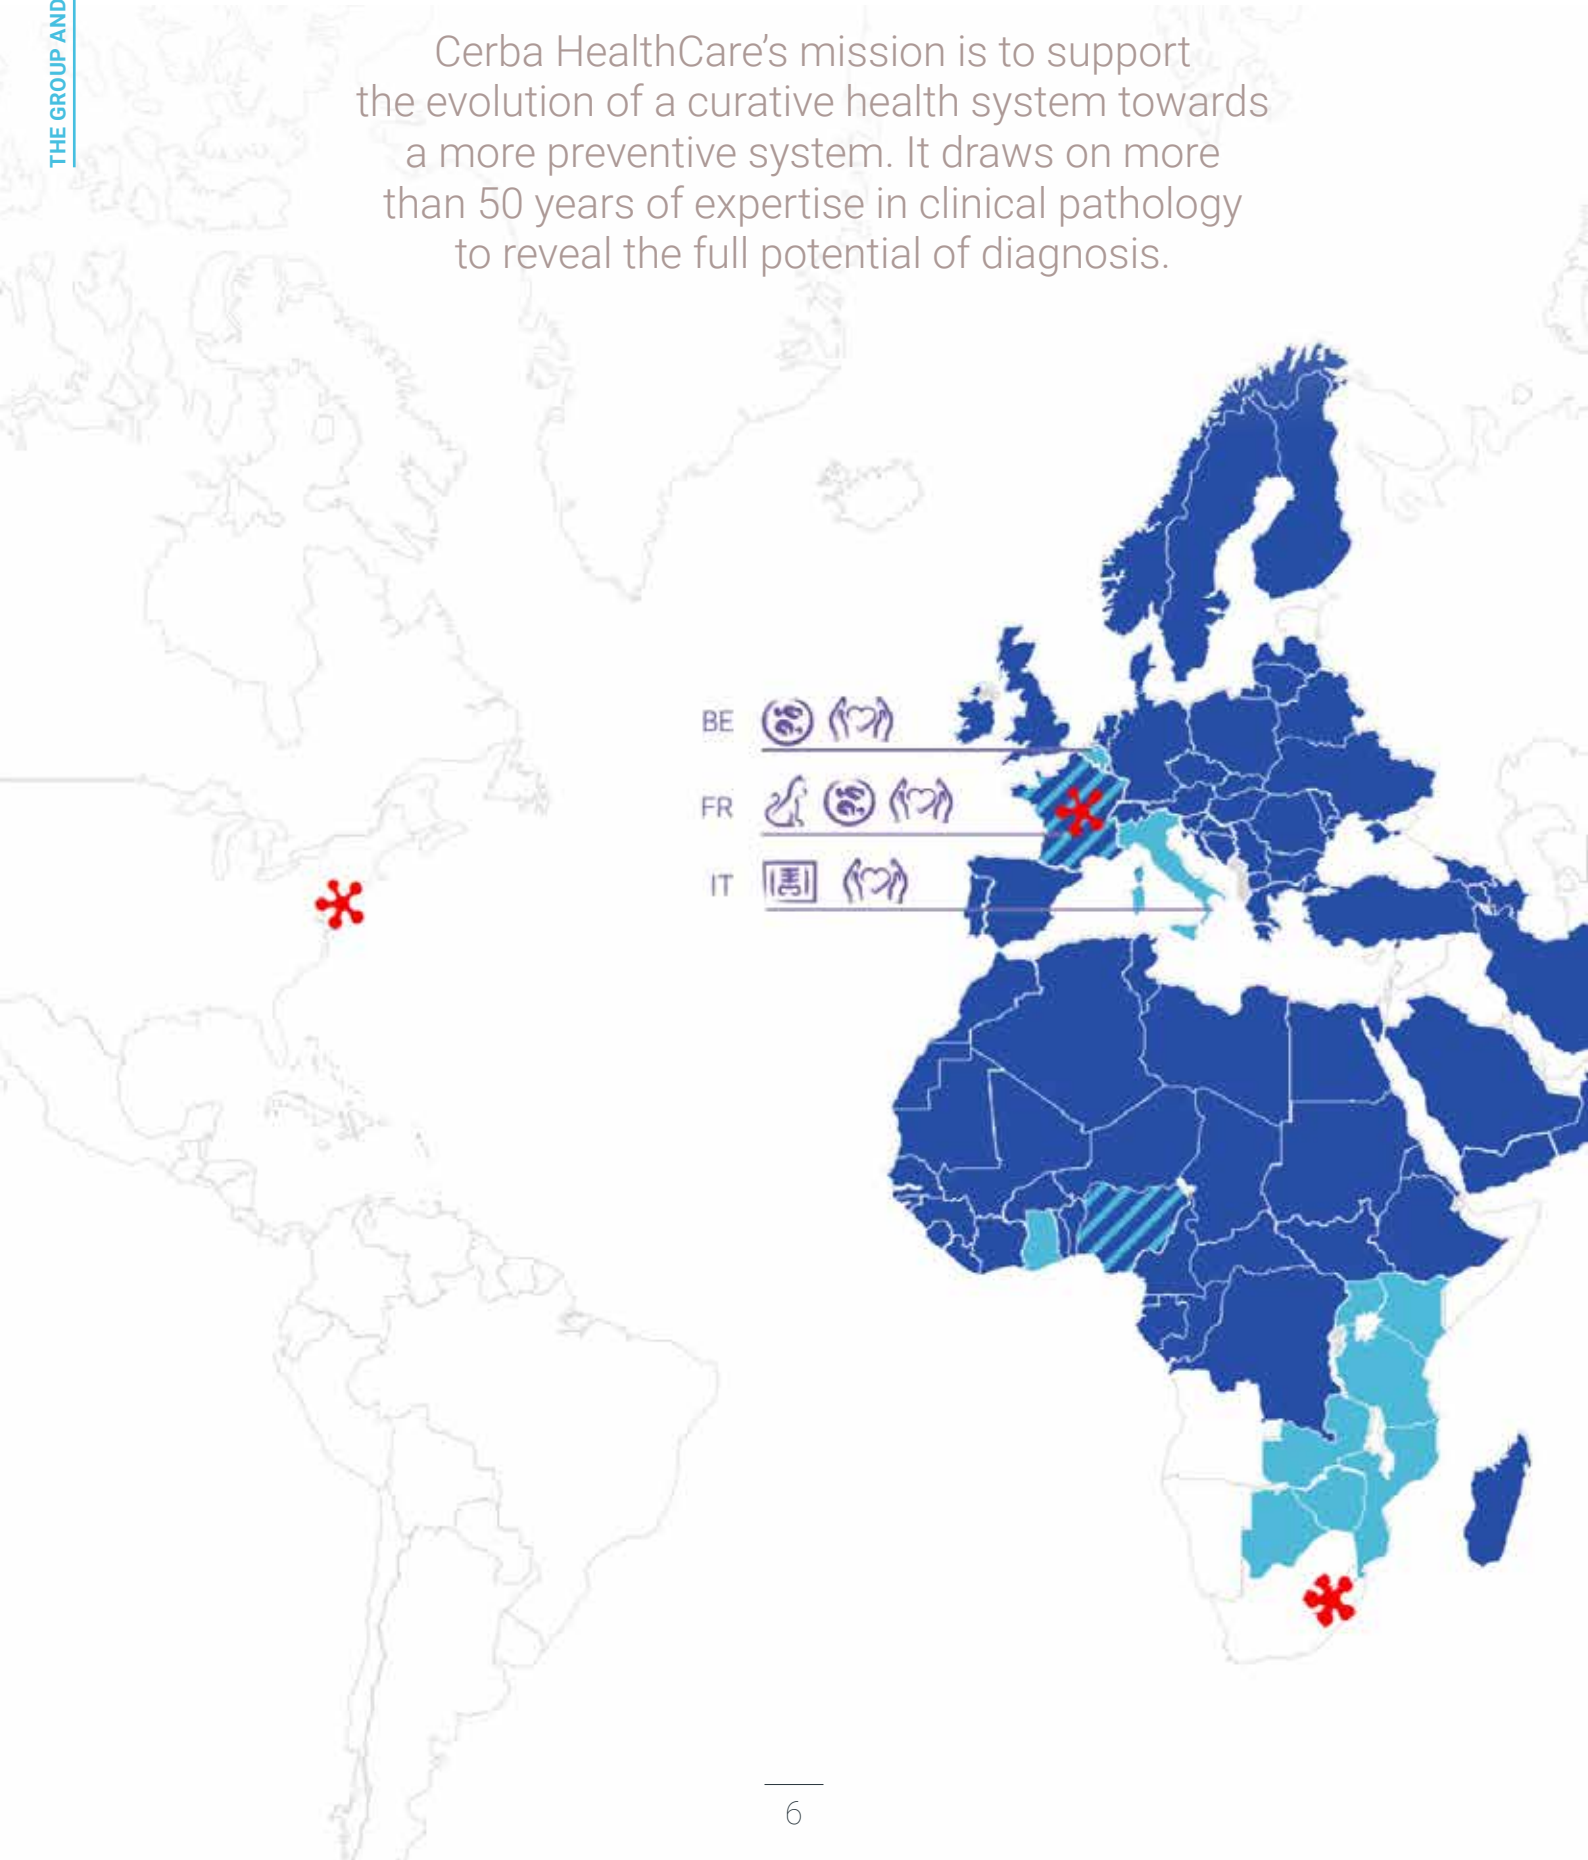 THE GROUP AND
Cerba HealthCare’s mission is to support
the evolution of a curative health system towards
a more preventive system. It draws on more
than 50 years of expertise in clinical pathology
to reveal the full potential of diagnosis.
BE
FR
IT
6